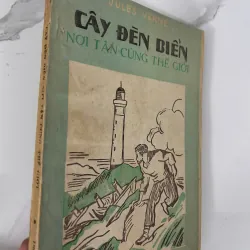 JULES VERNE
CÂY ĐÈN BIỂN
NƠI TẬN CÙNG THẾ GIỚI